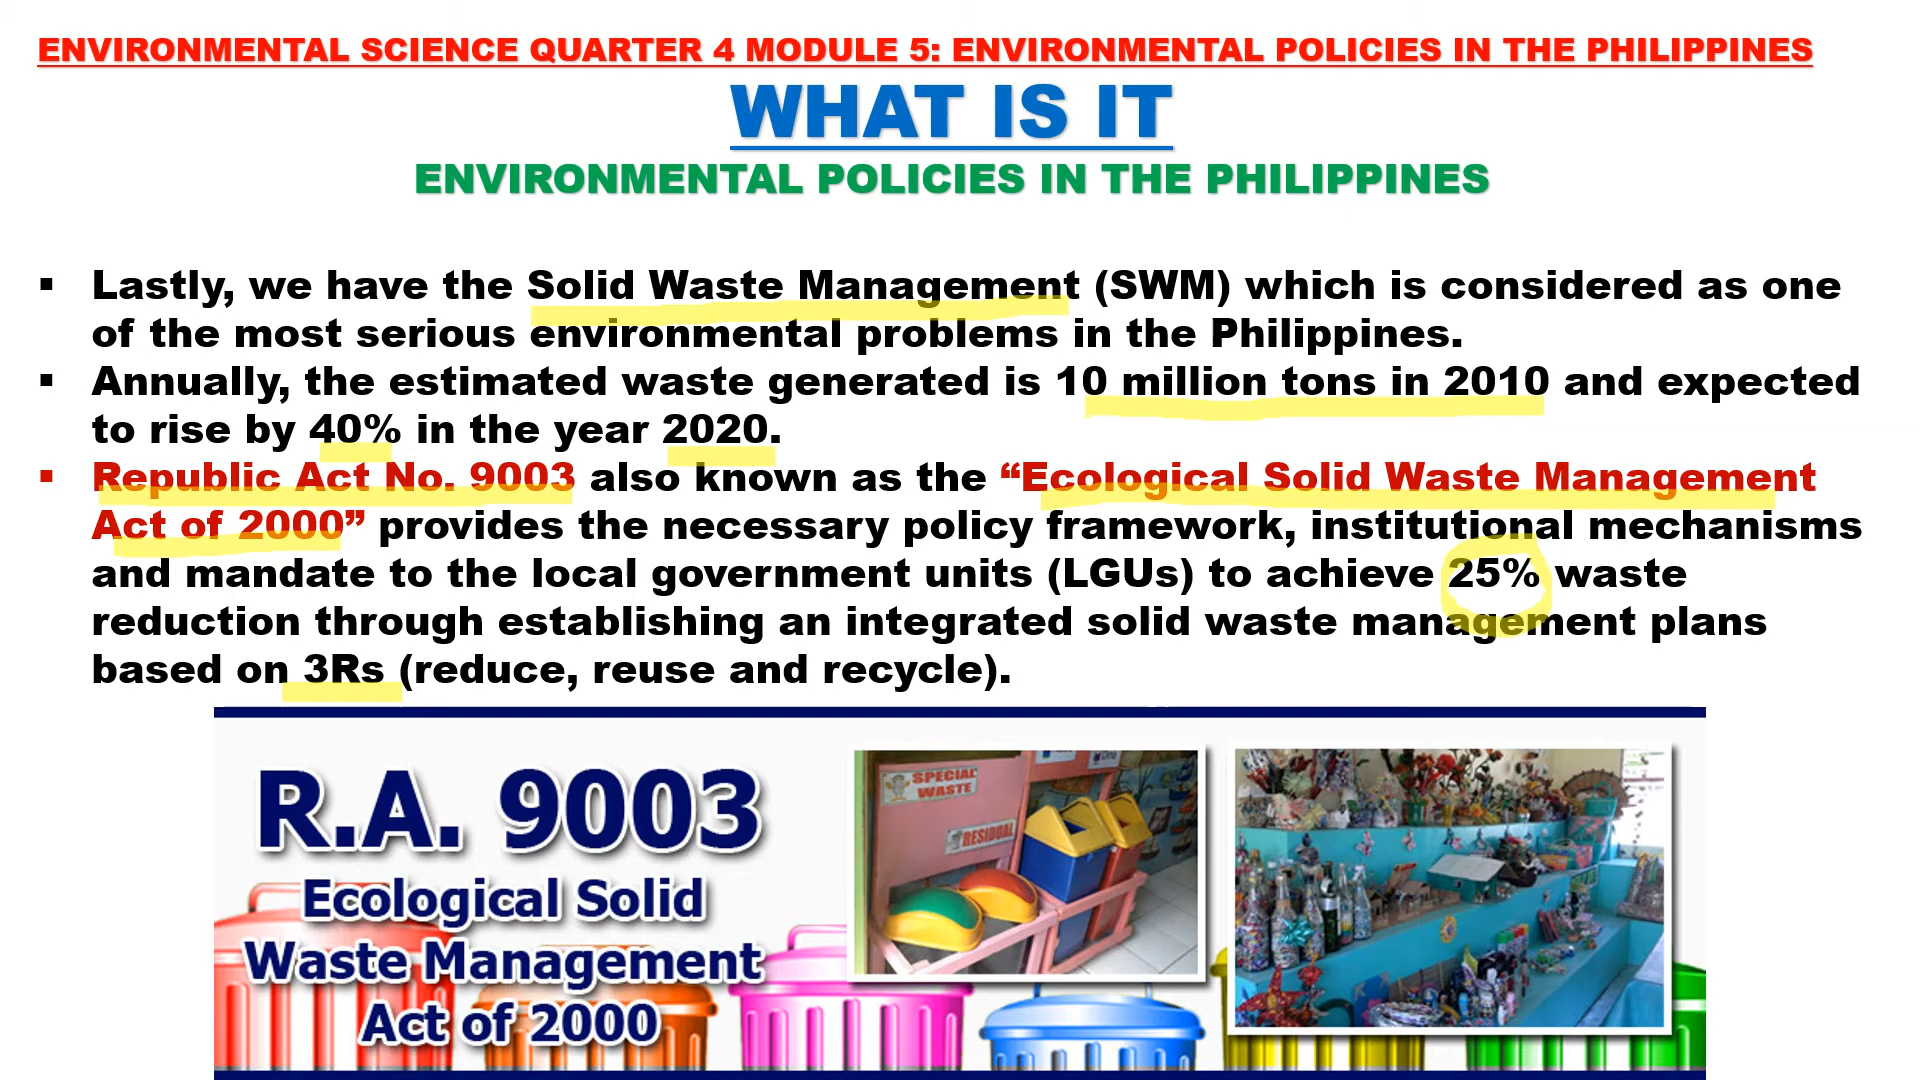 ENVIRONMENTAL SCIENCE QUARTER 4 MODULE 5: ENVIRONMENTAL POLICIES IN THE PHILIPPINES
WHAT IS IT
ENVIRONMENTAL POLICIES IN THE PHILIPPINES
▪ Lastly, we have the Solid Waste Management (SWM) which is considered as one
of the most serious environmental problems in the Philippines.
▪ Annually, the estimated waste generated is 10 million tons in 2010 and expected
to rise by 40% in the year 2020.
▪ Republic Act No. 9003 also known as the “Ecological Solid Waste Management
Act of 2000” provides the necessary policy framework, institutional mechanisms
and mandate to the local government units (LGUs) to achieve 25% waste
reduction through establishing an integrated solid waste management plans
based on 3Rs (reduce, reuse and recycle).
R.A. 9003
Ecological Solid
Waste Management
Act of 2000
SPECIAL
WASTE
RESIDUAL